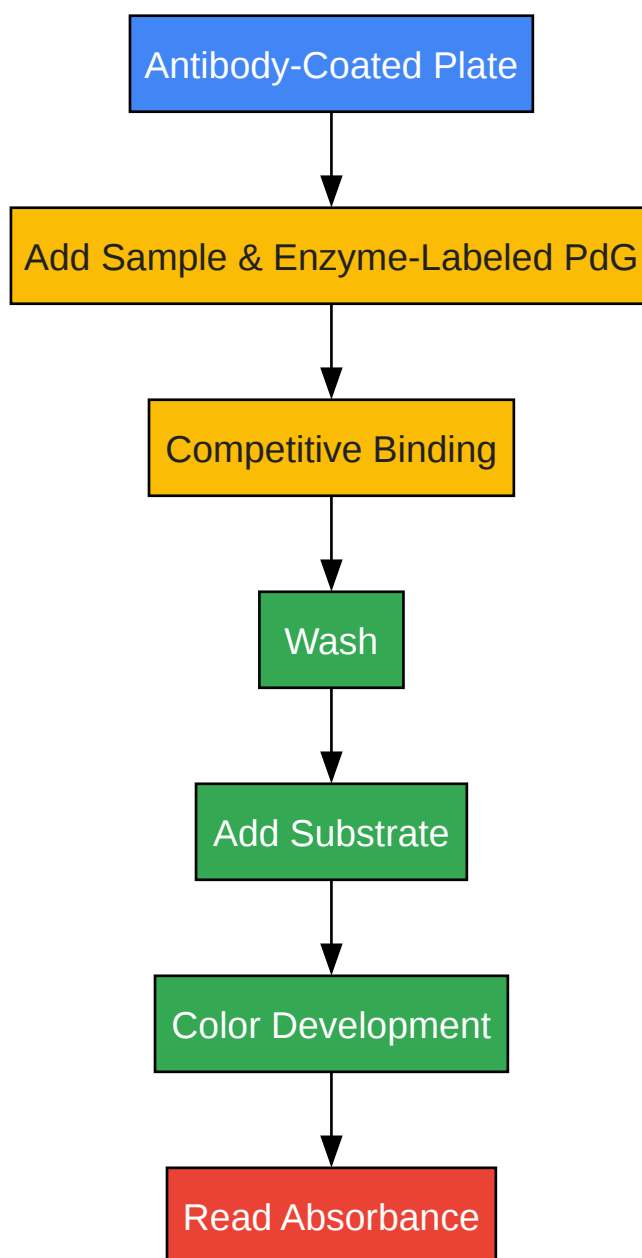 Antibody-Coated Plate
Add Sample & Enzyme-Labeled PdG
Competitive Binding
Wash
Add Substrate
Color Development
Read Absorbance